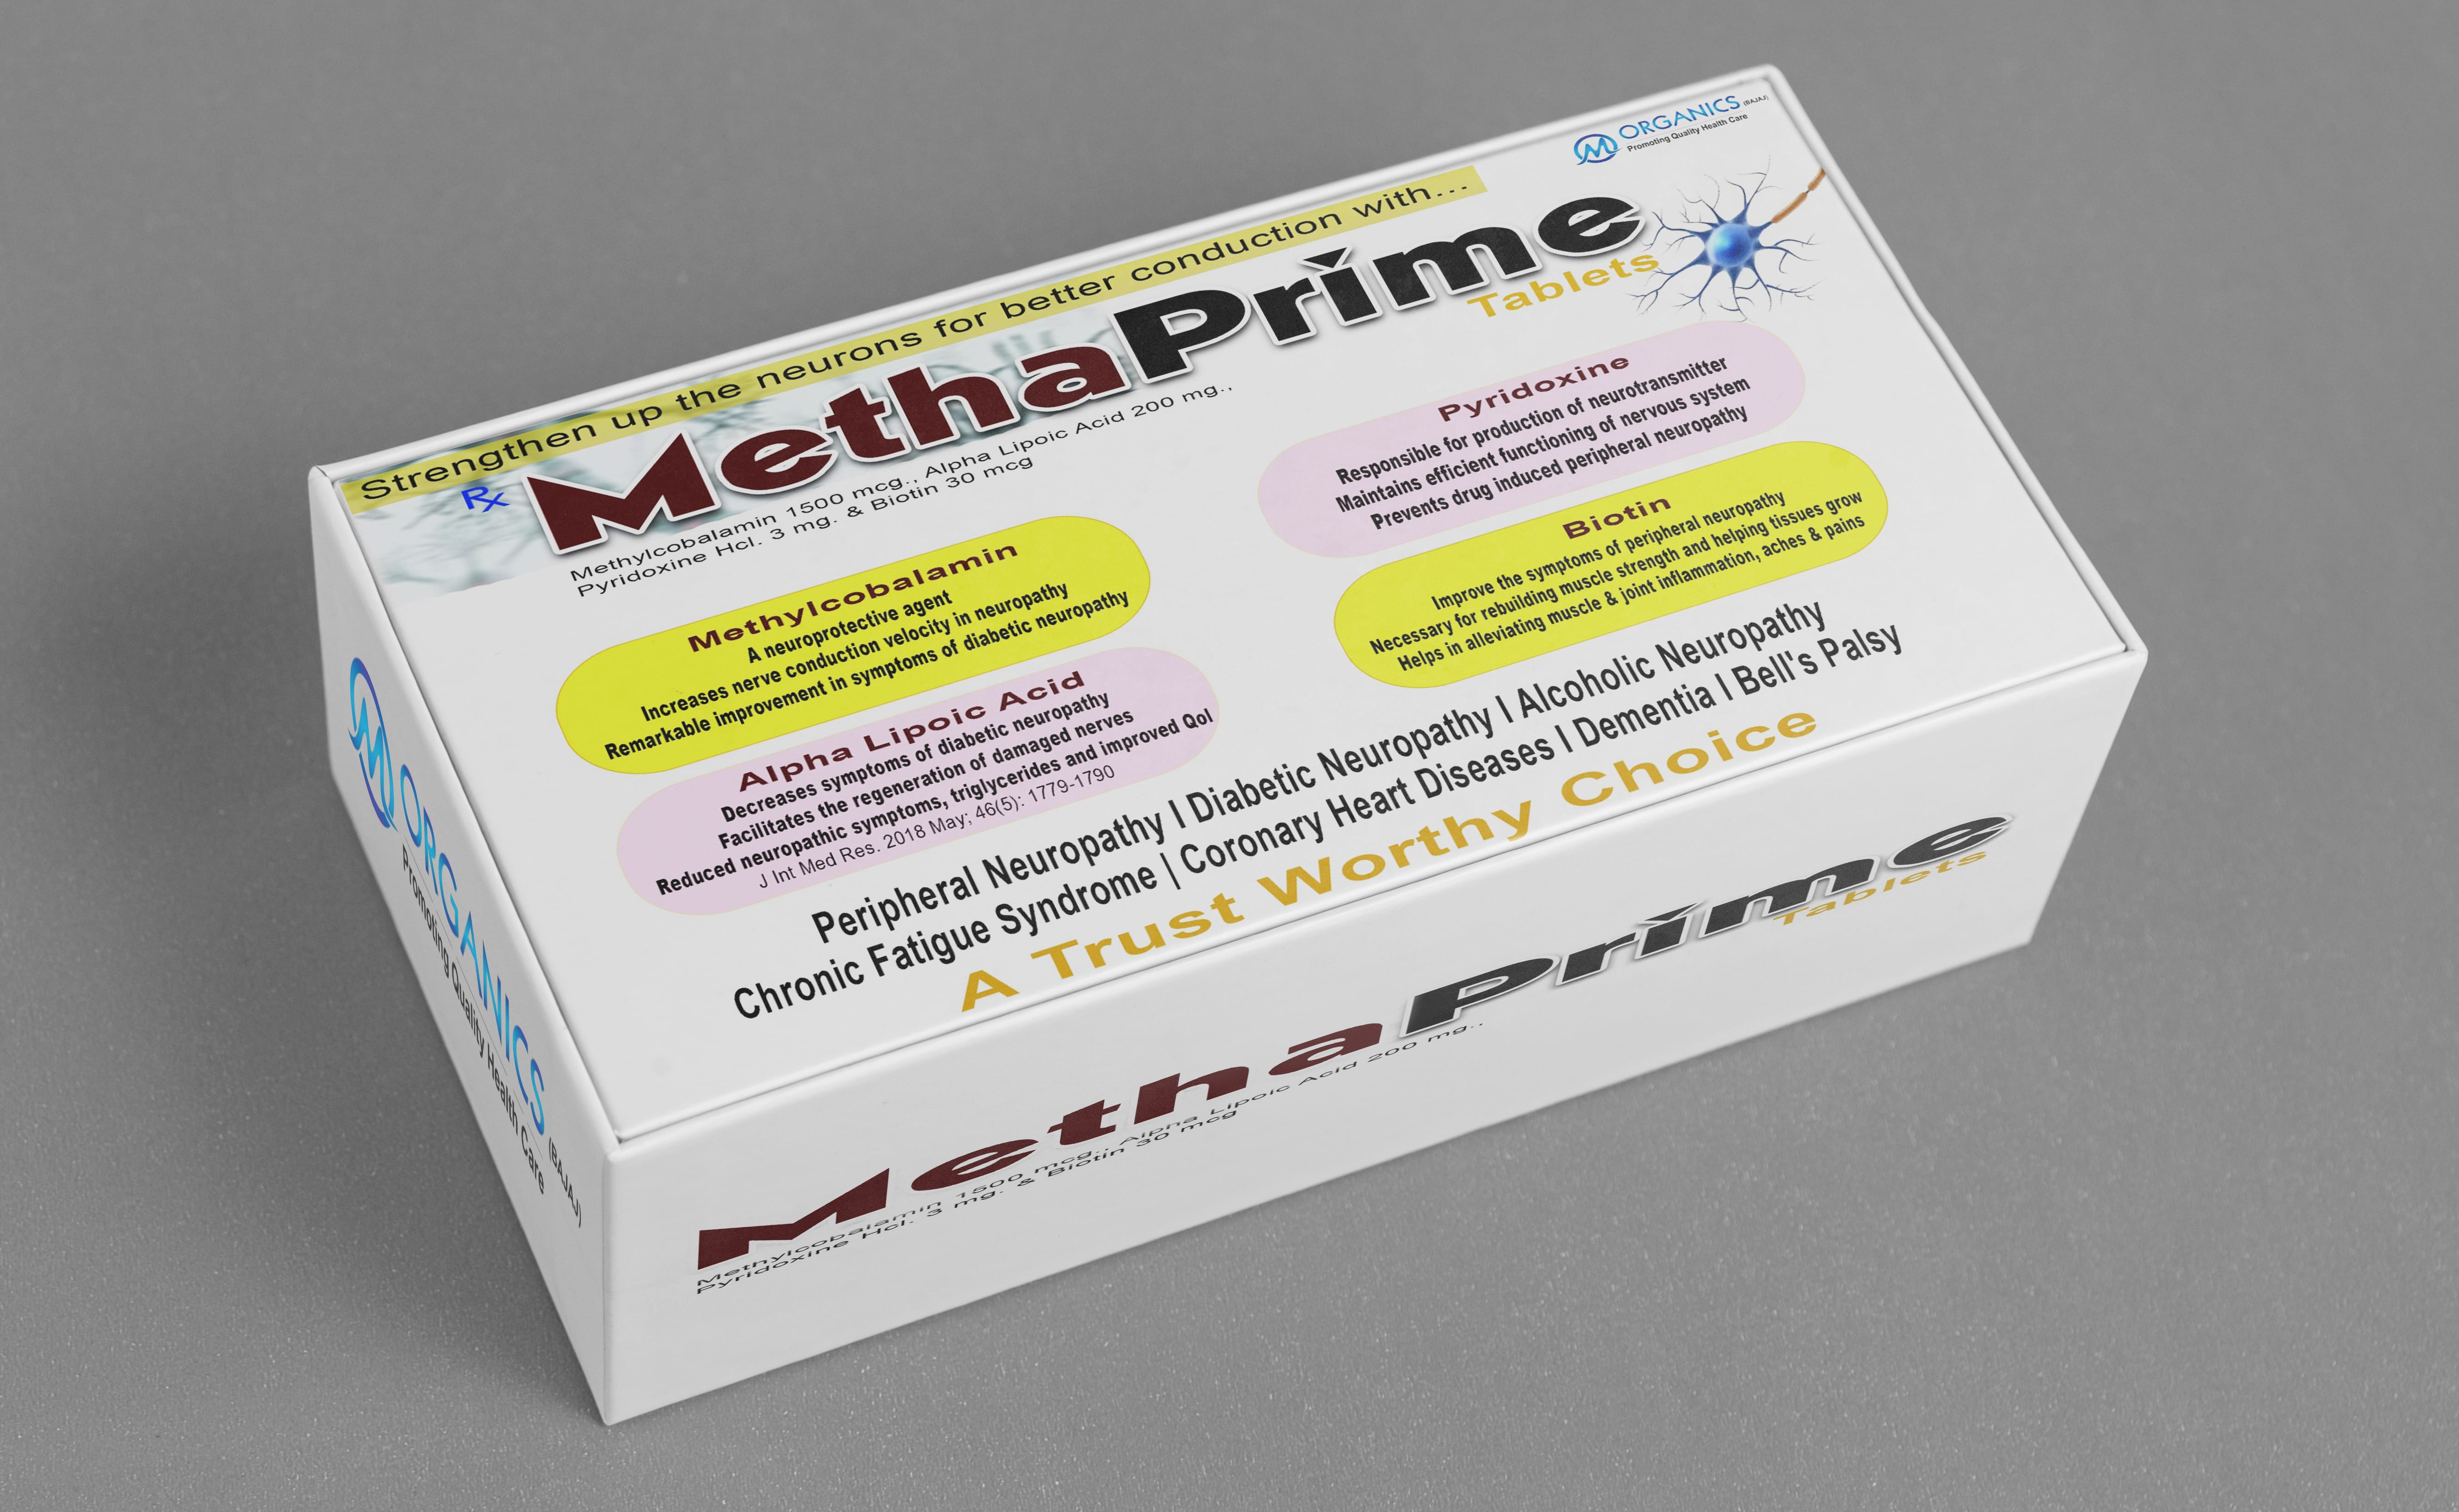 M ORGANICS (BAJAJ)
Promoting Quality Health Care
Strengthen up the neurons for better conduction with...
Rx MethaPrime
Tablets
Methylcobalamin 1500 mcg., Alpha Lipoic Acid 200 mg.,
Pyridoxine Hcl. 3 mg. & Biotin 30 mcg
Methylcobalamin
A neuroprotective agent
Increases nerve conduction velocity in neuropathy
Remarkable improvement in symptoms of diabetic neuropathy
Alpha Lipoic Acid
Decreases symptoms of diabetic neuropathy
Facilitates the regeneration of damaged nerves
Reduced neuropathic symptoms, triglycerides and improved Qol
J Int Med Res. 2018 May; 46(5): 1779-1790
Pyridoxine
Responsible for production of neurotransmitter
Maintains efficient functioning of nervous system
Prevents drug induced peripheral neuropathy
Biotin
Improve the symptoms of peripheral neuropathy
Necessary for rebuilding muscle strength and helping tissues grow
Helps in alleviating muscle & joint inflammation, aches & pains
Peripheral Neuropathy I Diabetic Neuropathy I Alcoholic Neuropathy
Chronic Fatigue Syndrome | Coronary Heart Diseases I Dementia I Bell's Palsy
A Trust Worthy Choice
M ORGANICS (BAJAJ)
Promoting Quality Health Care
MethaPrime
Tablets
Methylcobalamin 1500 mcg., Alpha Lipoic Acid 200 mg.,
Pyridoxine Hcl. 3 mg. & Biotin 30 mcg